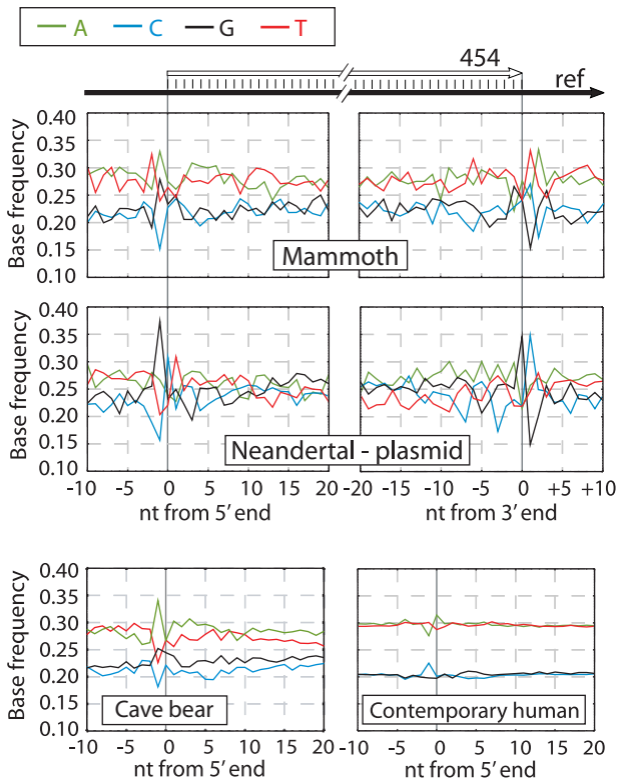 A C G T
454
ref
Base frequency
0.40
0.35
0.30
0.25
0.20
0.15
0.10
Mammoth
Base frequency
0.40
0.35
0.30
0.25
0.20
0.15
0.10
Neandertal - plasmid
-10 -5 0 5 10 15 20 -20 -15 -10 -5 0 +5 +10
nt from 5' end nt from 3' end
Base frequency
0.40
0.35
0.30
0.25
0.20
0.15
0.10
Cave bear Contemporary human
-10 -5 0 5 10 15 20 -10 -5 0 5 10 15 20
nt from 5' end nt from 5' end